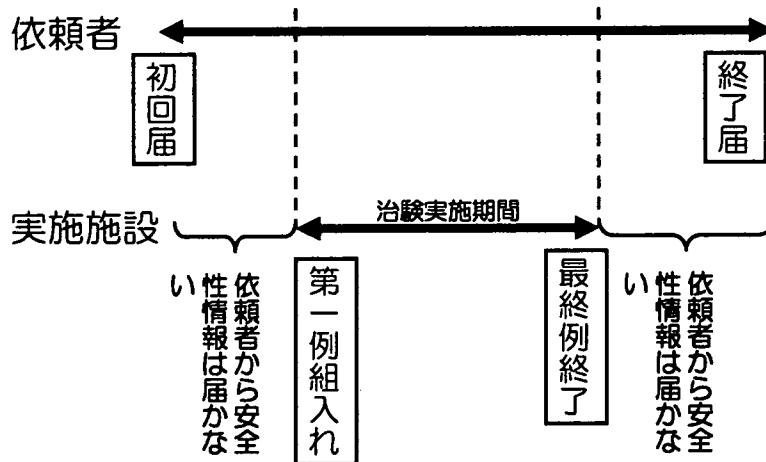 依頼者
初回届
終了届
実施施設
治験実施期間
依頼者から安全
性情報は届かな
い
第一例組入れ
最終例終了
依頼者から安全
性情報は届かな
い